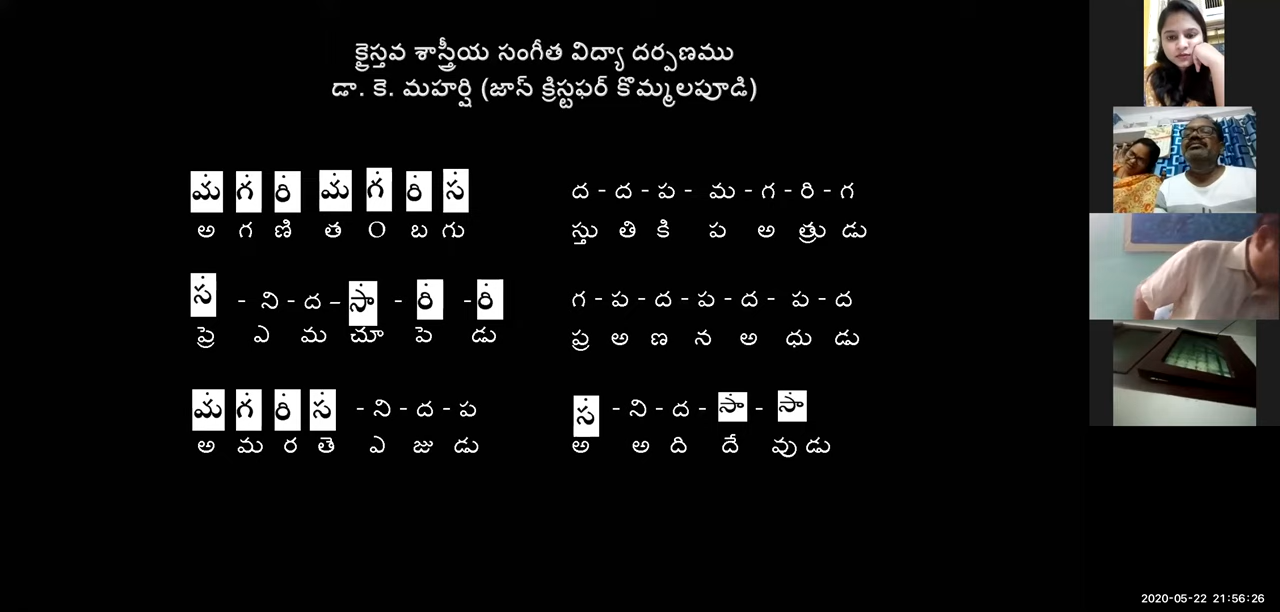 క్రైస్తవ శాస్త్రీయ సంగీత విద్యా దర్పణము
డా. కె. మహర్షి (జాస్ క్రిస్టఫర్ కొమ్మలపూడి)
మ̇ గ̇ రి̇ మ̇ గ̇ రి̇ స̇
అ గ ణి త ం బ గు
ద - ద - ప - మ - గ - రి - గ
స్తు తి కి ప అ త్రు డు
స̇ - ని - ద – సా̇ - రి̇ - రి̇
ప్రె ఎ మ చూ పె డు
గ - ప - ద - ప - ద - ప - ద
ప్ర అ ణ న అ ధు డు
మ̇ గ̇ రి̇ స̇ - ని - ద - ప
అ మ ర తె ఎ జు డు
స̇ - ని - ద - సా̇ - సా̇
అ అ ది దే వు డు
2020-05-22 21:56:26